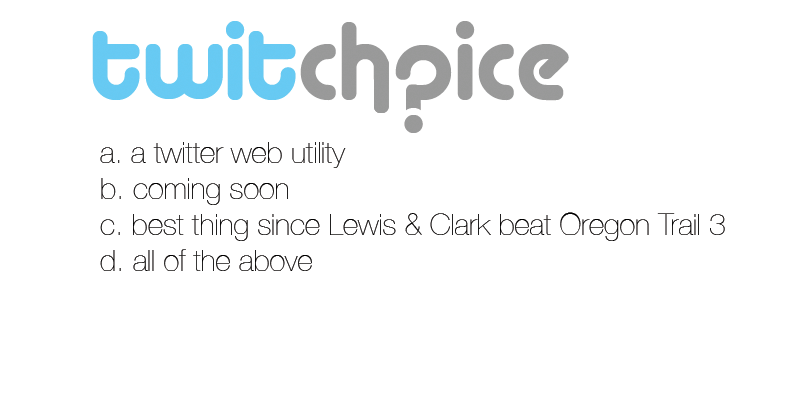 twitchoice
a. a twitter web utility
b. coming soon
c. best thing since Lewis & Clark beat Oregon Trail 3
d. all of the above